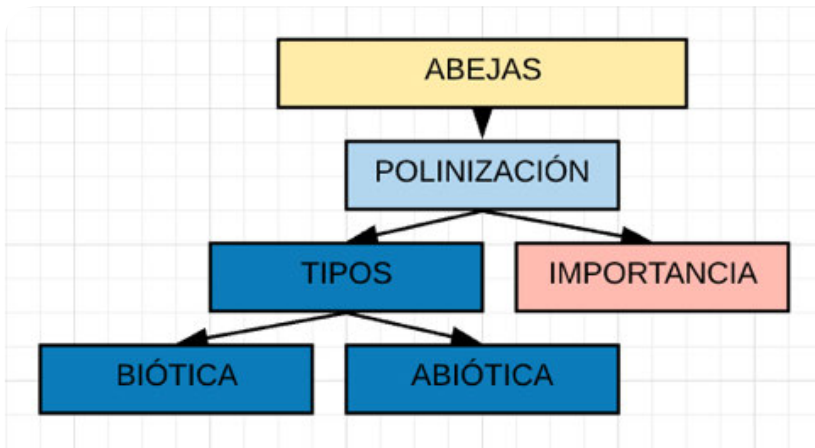 ABEJAS
POLINIZACIÓN
TIPOS
IMPORTANCIA
BIÓTICA
ABIÓTICA